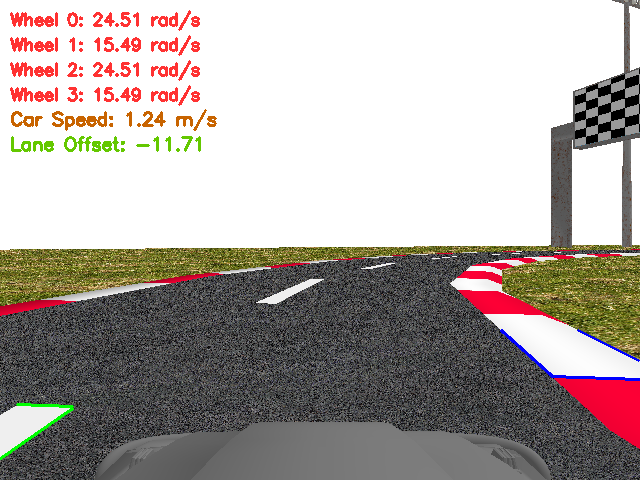 Wheel 0: 24.51 rad/s
Wheel 1: 15.49 rad/s
Wheel 2: 24.51 rad/s
Wheel 3: 15.49 rad/s
Car Speed: 1.24 m/s
Lane Offset: -11.71